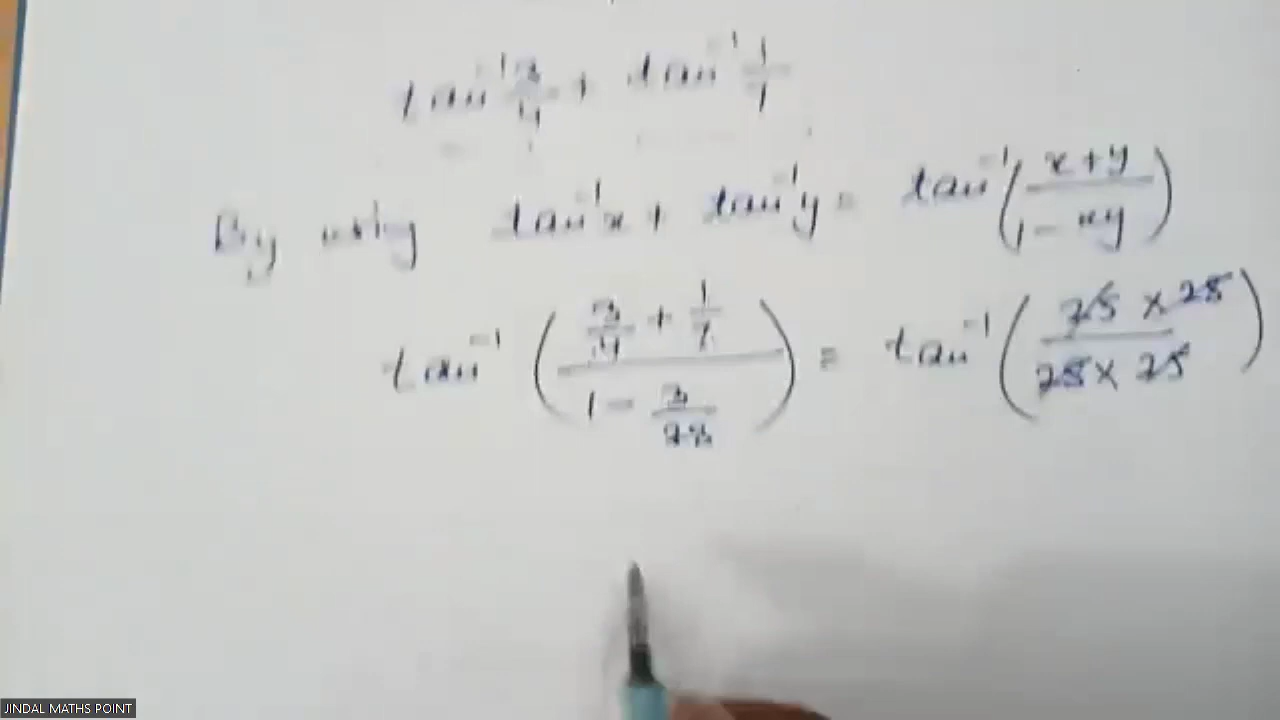 tan⁻¹ 3/4 + tan⁻¹ 1/7
By using tan⁻¹x + tan⁻¹y = tan⁻¹(x+y / 1-xy)
tan⁻¹(3/4 + 1/7 / 1 - 3/28) = tan⁻¹(25 × 28 / 28 × 25)
JINDAL MATHS POINT